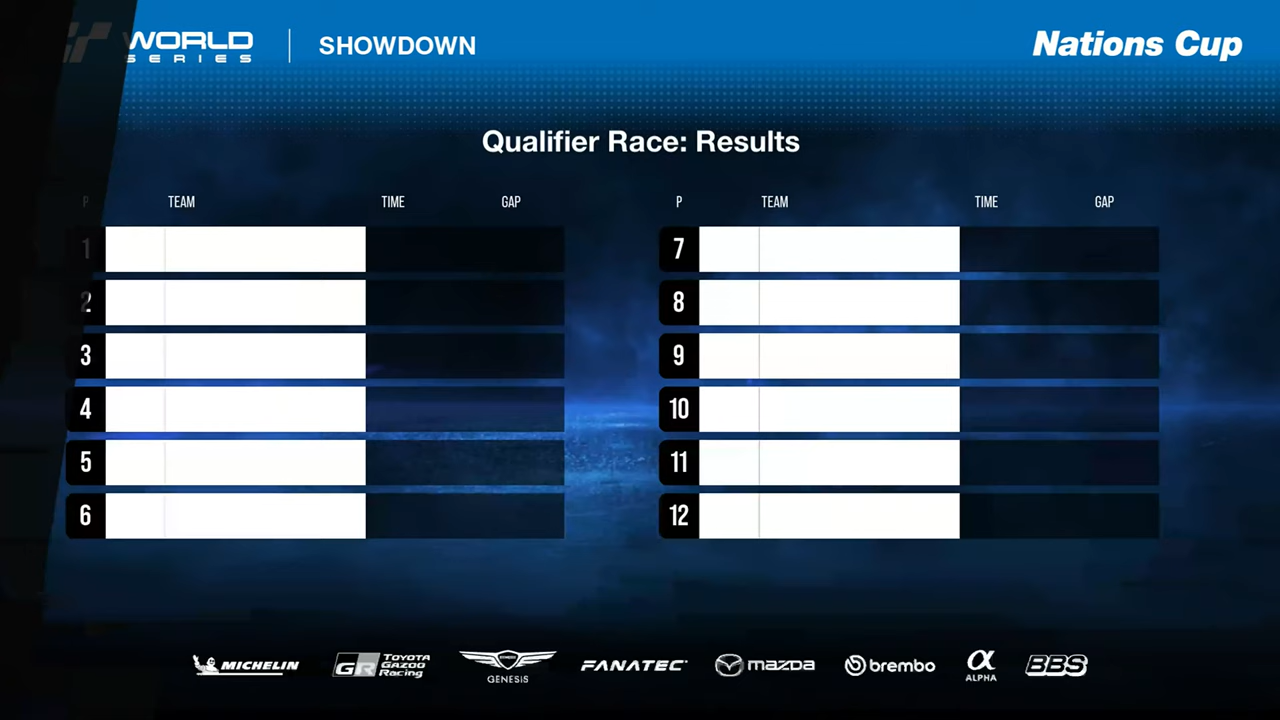 WORLD SERIES
SHOWDOWN
Nations Cup
Qualifier Race: Results
P TEAM TIME GAP
P TEAM TIME GAP
1
2
3
4
5
6
7
8
9
10
11
12
MICHELIN
GR TOYOTA GAZOO Racing
GENESIS
FANATEC
mazda
brembo
α ALPHA
BBS